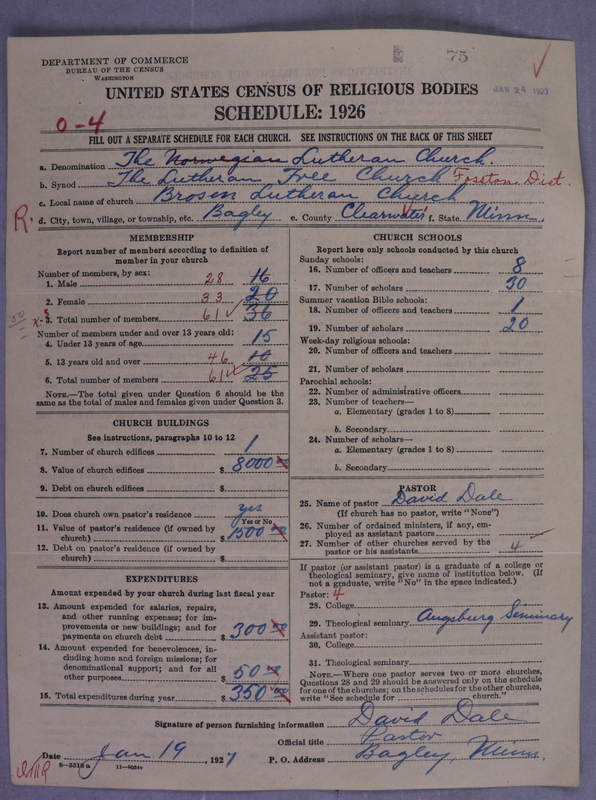 DEPARTMENT OF COMMERCE
BUREAU OF THE CENSUS
WASHINGTON
75
JAN 24 1927
UNITED STATES CENSUS OF RELIGIOUS BODIES
SCHEDULE: 1926
0-4
FILL OUT A SEPARATE SCHEDULE FOR EACH CHURCH. SEE INSTRUCTIONS ON THE BACK OF THIS SHEET
a. Denomination The Norwegian Lutheran Church.
b. Synod The Lutheran Free Church Fosston Dist.
c. Local name of church Brosen Lutheran Church
R. d. City, town, village, or township, etc. Bagley e. County Clearwater f. State Minn.
MEMBERSHIP
Report number of members according to definition of member in your church
Number of members, by sex:
1. Male 28 16
2. Female 33 20
3. Total number of members 61 36
Number of members under and over 13 years old:
4. Under 13 years of age 15
5. 13 years old and over 46 10
6. Total number of members 61 25
NOTE.—The total given under Question 6 should be the same as the total of males and females given under Question 3.
CHURCH BUILDINGS
See instructions, paragraphs 10 to 12
7. Number of church edifices 1
8. Value of church edifices $ 8000 00
9. Debt on church edifices $
10. Does church own pastor's residence? yes
Yes or No
11. Value of pastor's residence (if owned by church) $ 1500 00
12. Debt on pastor's residence (if owned by church) $
EXPENDITURES
Amount expended by your church during last fiscal year
13. Amount expended for salaries, repairs, and other running expenses; for improvements or new buildings; and for payments on church debt $ 300 00
14. Amount expended for benevolences, including home and foreign missions; for denominational support; and for all other purposes $ 50 00
15. Total expenditures during year $ 350 00
CHURCH SCHOOLS
Report here only schools conducted by this church
Sunday schools:
16. Number of officers and teachers 8
17. Number of scholars 30
Summer vacation Bible schools:
18. Number of officers and teachers 1
19. Number of scholars 20
Week-day religious schools:
20. Number of officers and teachers
21. Number of scholars
Parochial schools:
22. Number of administrative officers
23. Number of teachers—
a. Elementary (grades 1 to 8)
b. Secondary
24. Number of scholars—
a. Elementary (grades 1 to 8)
b. Secondary
PASTOR
25. Name of pastor David Dale
(If church has no pastor, write "None")
26. Number of ordained ministers, if any, employed as assistant pastors
27. Number of other churches served by the pastor or his assistants 4
If pastor (or assistant pastor) is a graduate of a college or theological seminary, give name of institution below. (If not a graduate, write "No" in the space indicated.)
Pastor: 4
28. College
29. Theological seminary Augsburg Seminary
Assistant pastor:
30. College
31. Theological seminary
NOTE.—Where one pastor serves two or more churches, Questions 28 and 29 should be answered only on the schedule for one of the churches; on the schedules for the other churches, write "See schedule for church."
Signature of person furnishing information David Dale
Official title Pastor
Date Jan 19, 1927 P. O. Address Bagley, Minn.
8-5518a 11-9024